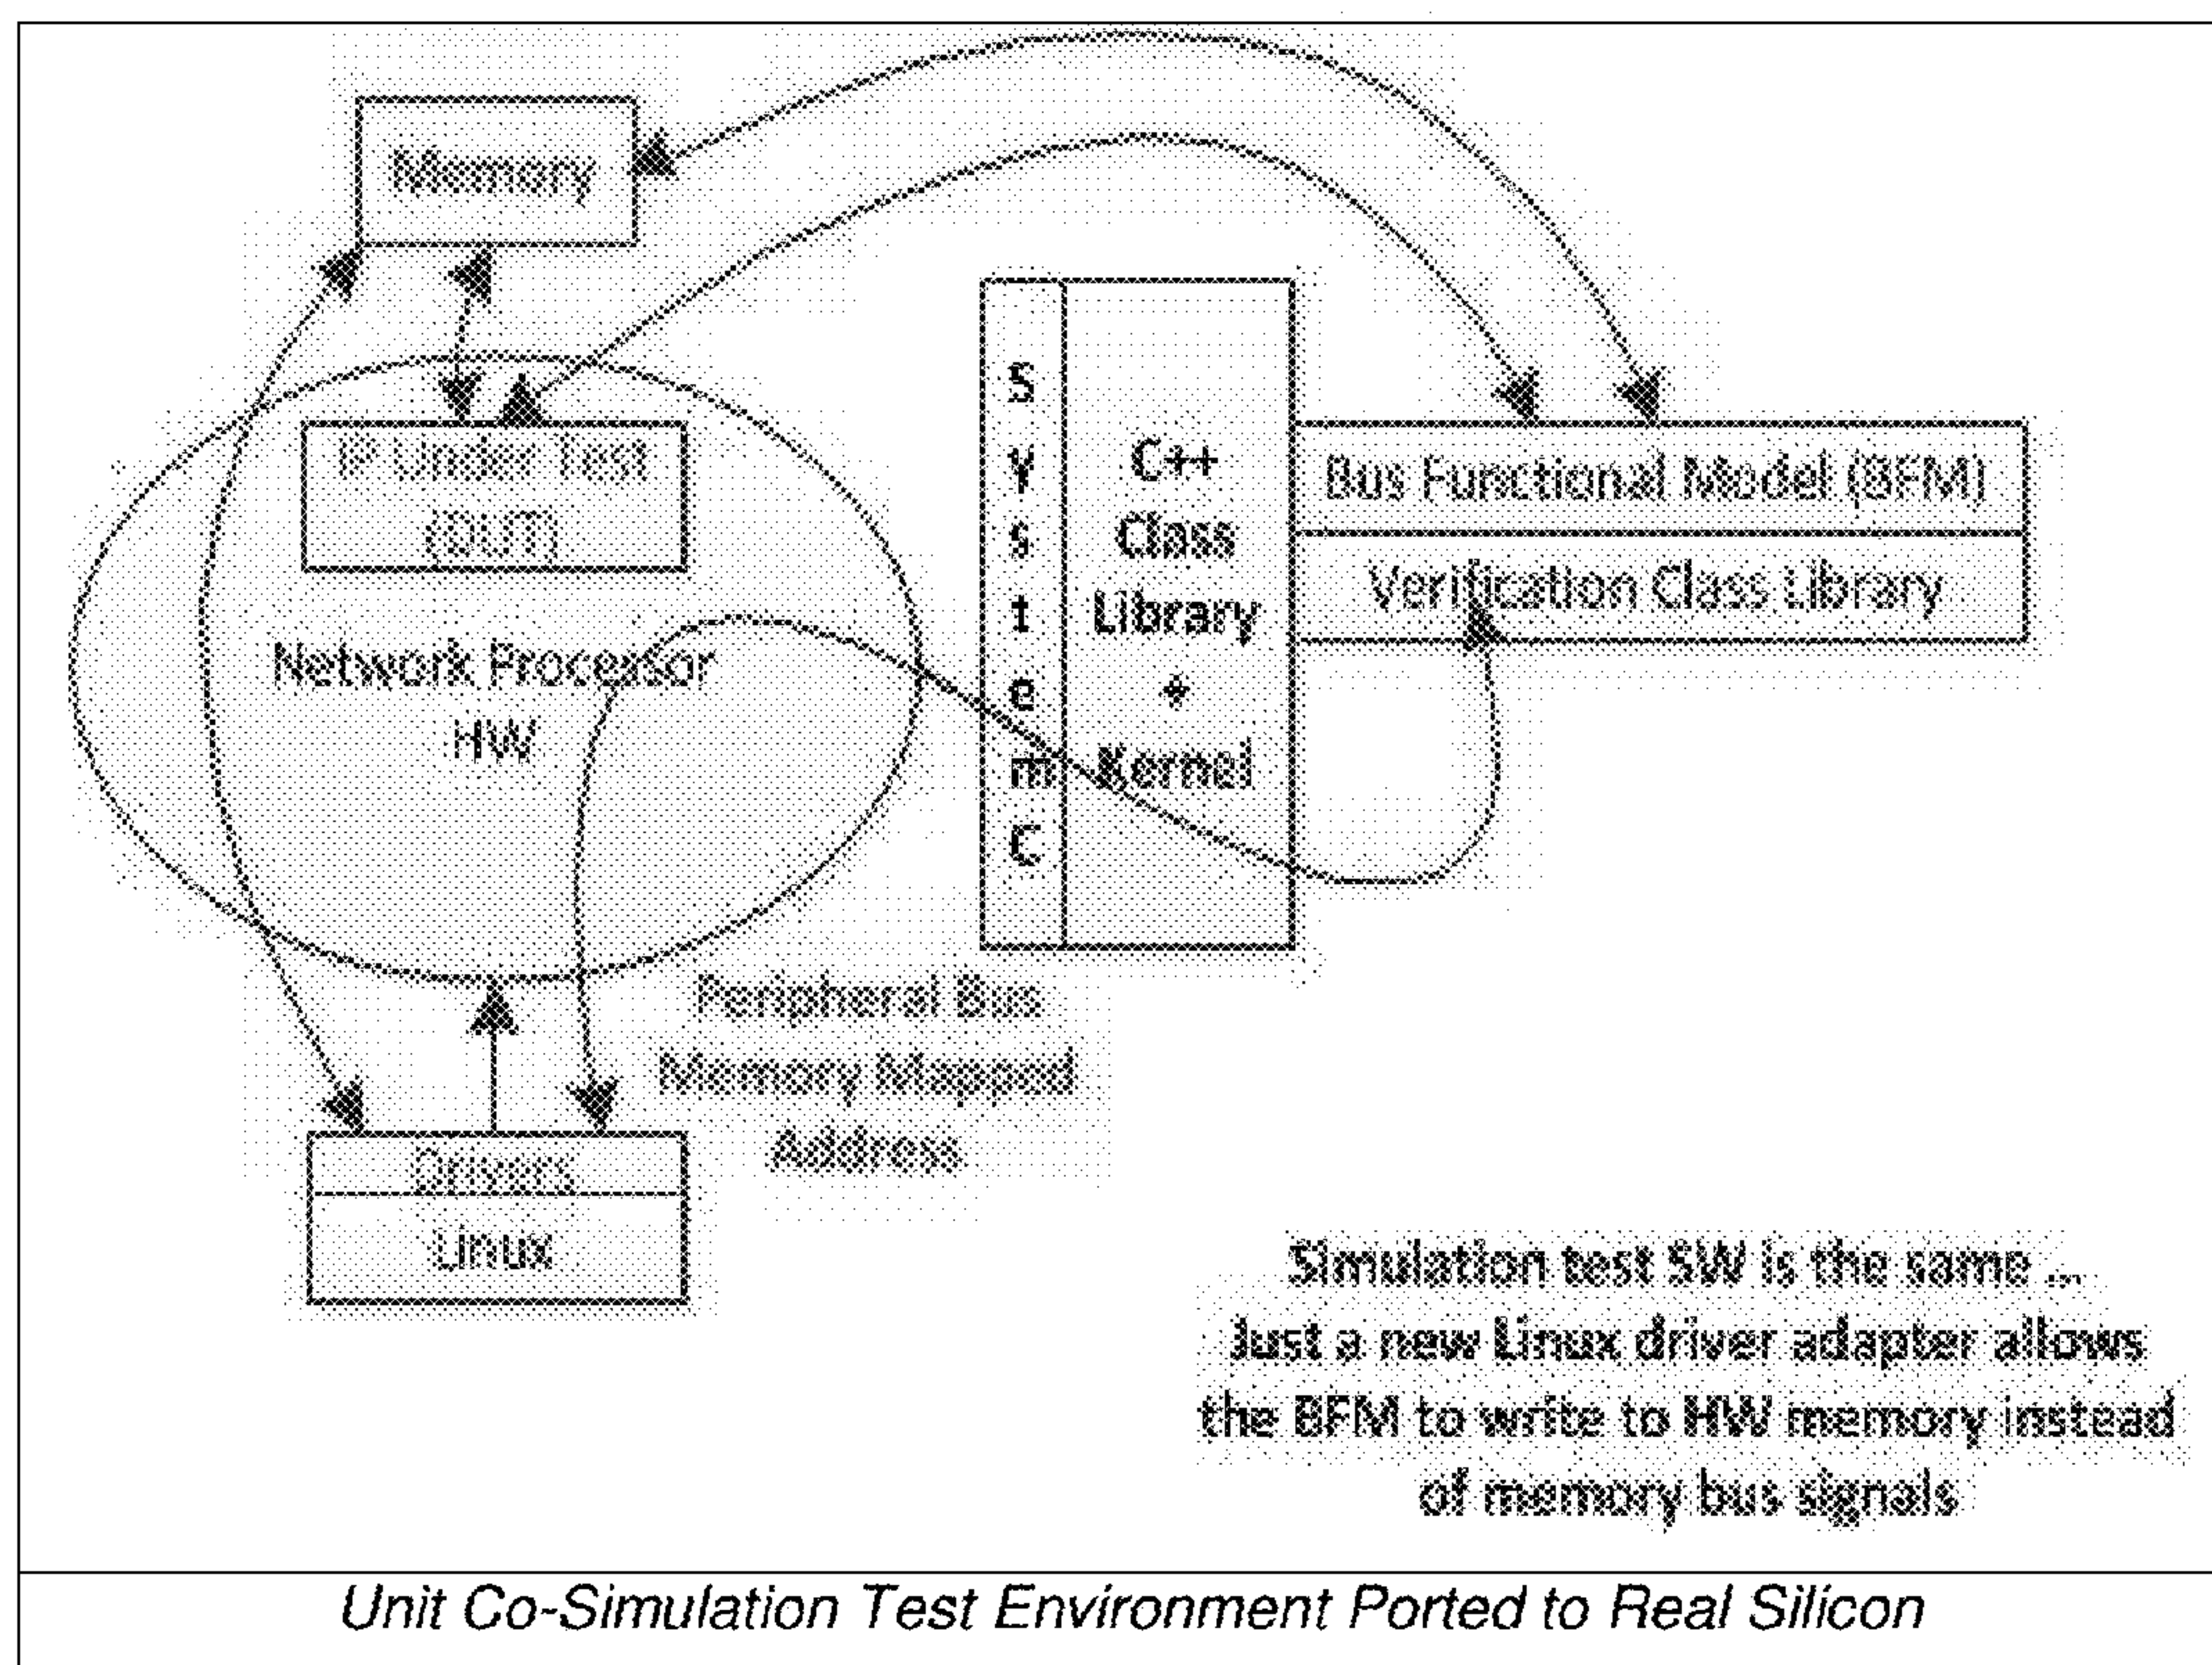 Memory
IP Under Test
(DUT)
Network Processor
HW
SystemC
C++
Class
Library
+
Kernel
Bus Functional Model (BFM)
Verification Class Library
Peripheral Bus
Memory Mapped
Address
Drivers
Linux
Simulation test SW is the same ...
Just a new Linux driver adapter allows
the BFM to write to HW memory instead
of memory bus signals
Unit Co-Simulation Test Environment Ported to Real Silicon